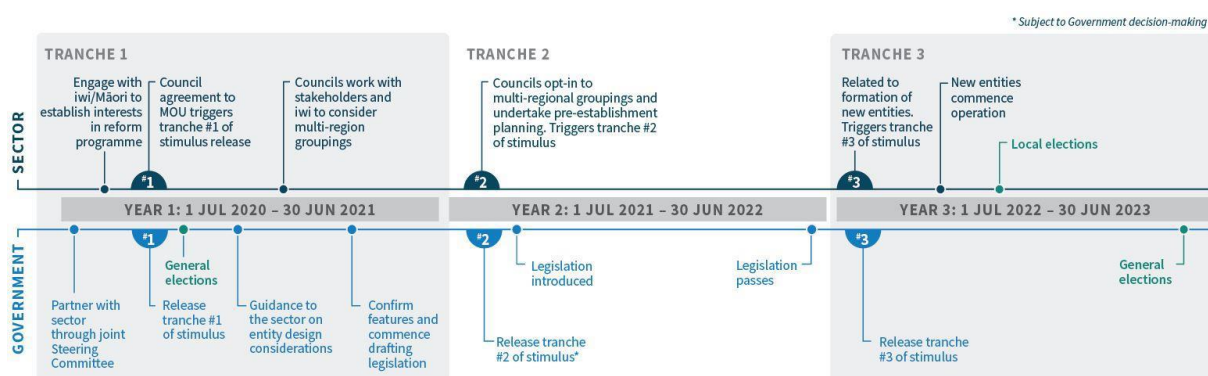 * Subject to Government decision-making
TRANCHE 1
TRANCHE 2
TRANCHE 3
SECTOR
Engage with
iwi/Māori to
establish interests
in reform
programme
Council
agreement to
MOU triggers
tranche #1 of
stimulus release
Councils work with
stakeholders and
iwi to consider
multi-region
groupings
Councils opt-in to
multi-regional groupings and
undertake pre-establishment
planning. Triggers tranche #2
of stimulus
Related to
formation of
new entities.
Triggers tranche
#3 of stimulus
New entities
commence
operation
Local elections
#1
#2
#3
YEAR 1: 1 JUL 2020 – 30 JUN 2021
YEAR 2: 1 JUL 2021 – 30 JUN 2022
YEAR 3: 1 JUL 2022 – 30 JUN 2023
GOVERNMENT
#1
#2
#3
Partner with
sector
through joint
Steering
Committee
Release
tranche #1
of stimulus
General
elections
Guidance to
the sector on
entity design
considerations
Confirm
features and
commence
drafting
legislation
Release tranche
#2 of stimulus*
Legislation
introduced
Legislation
passes
Release tranche
#3 of stimulus
General
elections